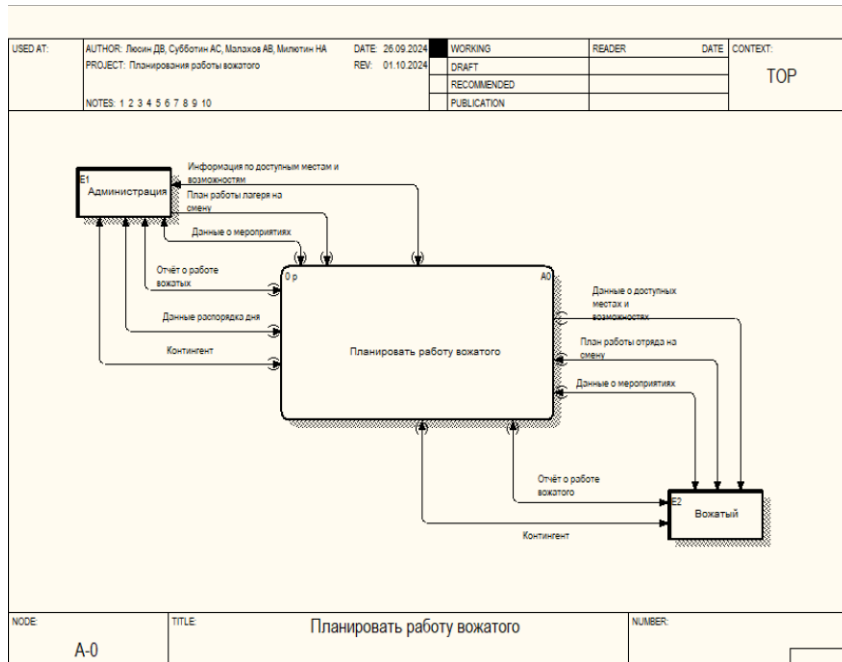 USED AT:
AUTHOR: Люсин ДВ, Субботин АС, Малахов АВ, Милютин НА
DATE: 26.09.2024
PROJECT: Планирования работы вожатого
REV: 01.10.2024
NOTES: 1 2 3 4 5 6 7 8 9 10
WORKING
DRAFT
RECOMMENDED
PUBLICATION
READER
DATE
CONTEXT:
TOP
E1
Администрация
Информация по доступным местам и
возможностям
План работы лагеря на
смену
Данные о мероприятиях
Отчёт о работе
вожатых
Данные распорядка дня
Контингент
0 р
A0
Планировать работу вожатого
Данные о доступных
местах и
возможностях
План работы отряда на
смену
Данные о мероприятиях
Отчёт о работе
вожатого
Контингент
E2
Вожатый
NODE:
A-0
TITLE:
Планировать работу вожатого
NUMBER: